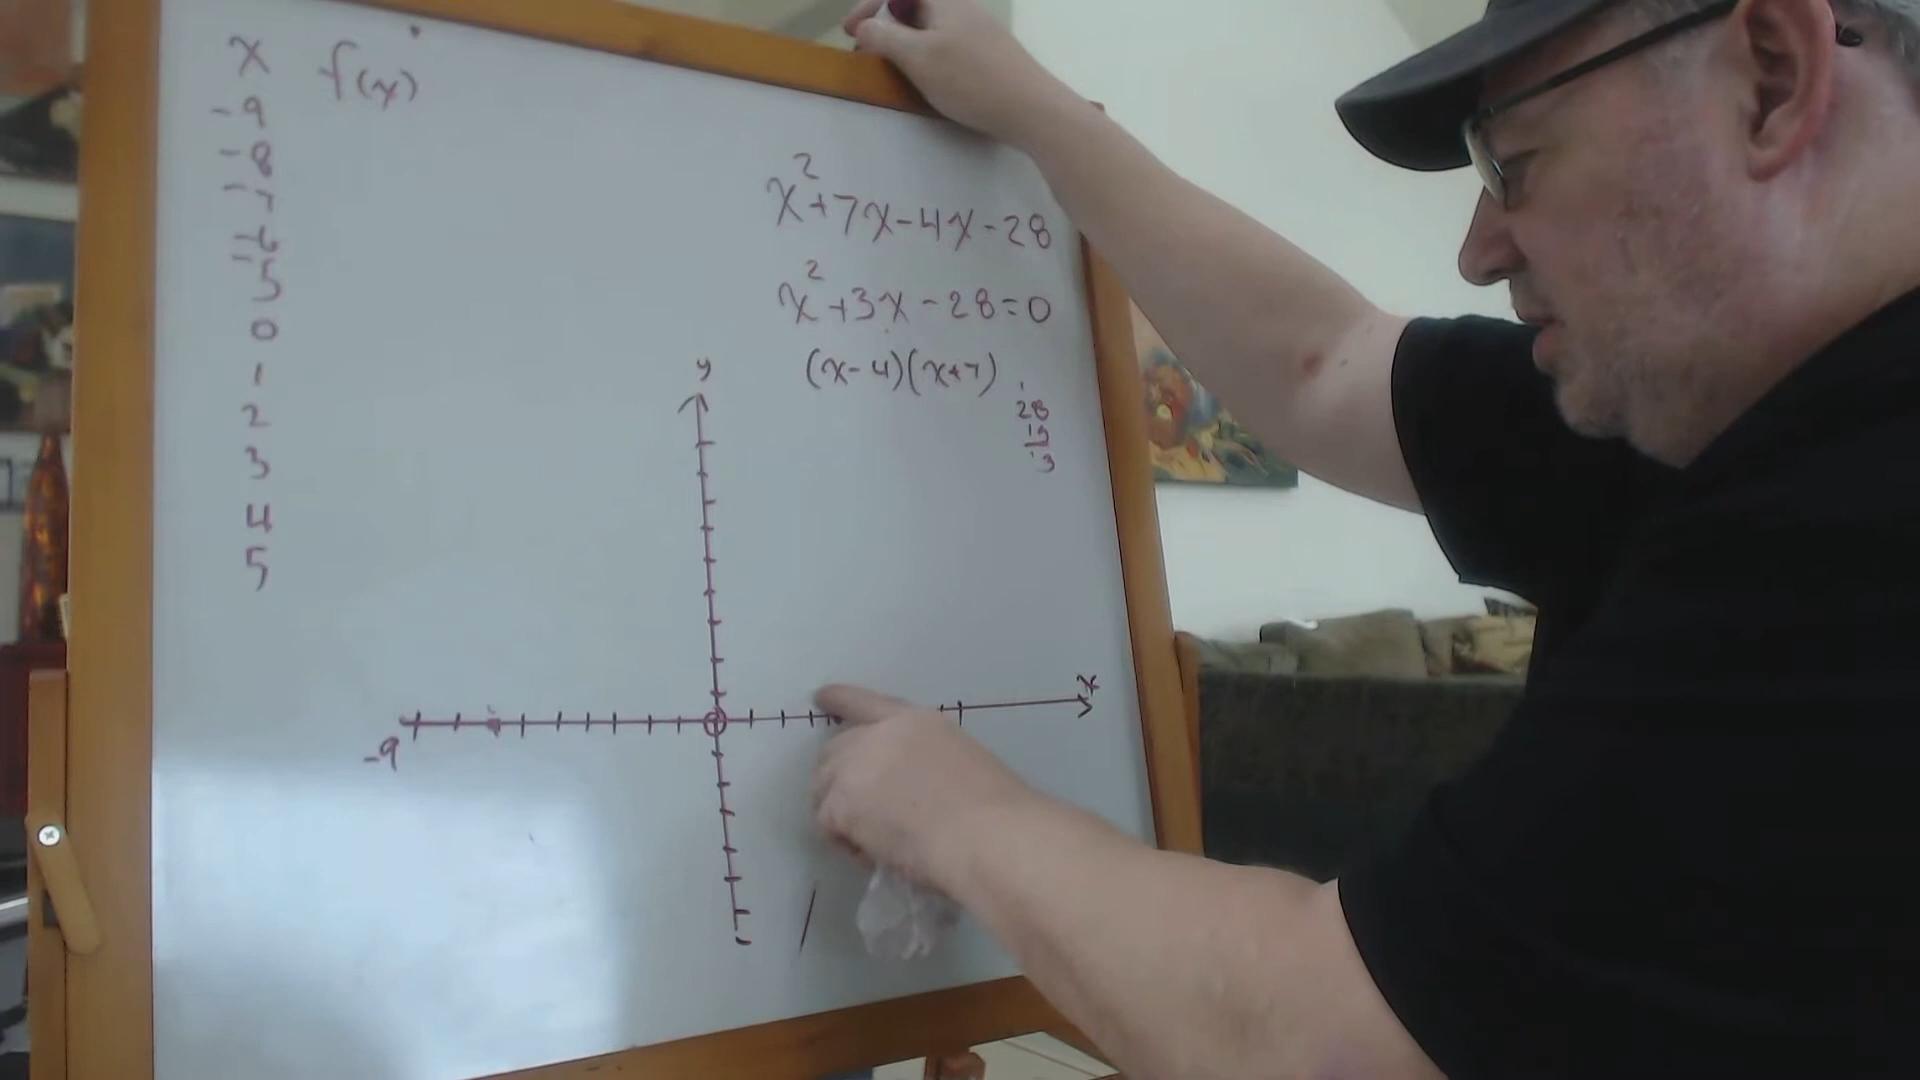 x f(x)
-9
-8
-7
-6
-5
0
1
2
3
4
5
x²+7x-4x-28
x²+3x-28=0
(x-4)(x+7)
28
y
x
-9